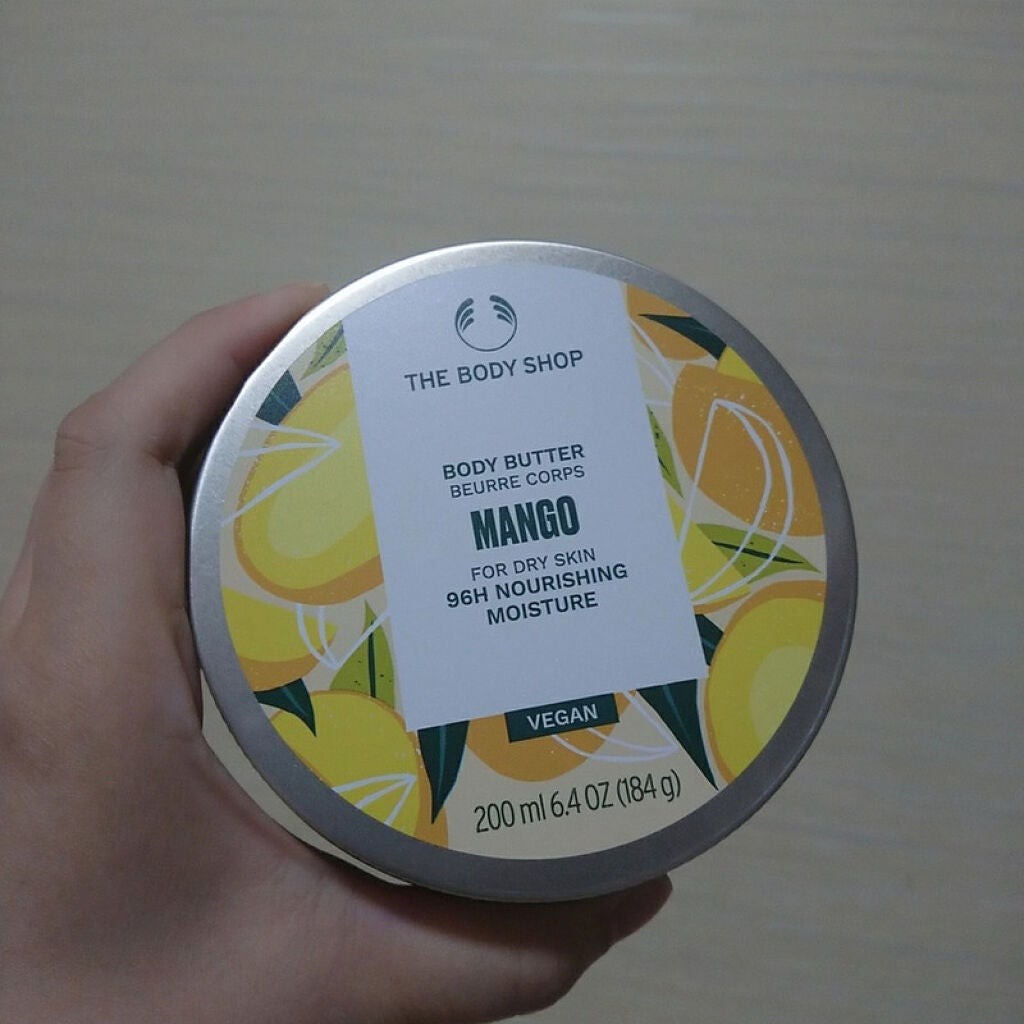 THE BODY SHOP
BODY BUTTER
BEURRE CORPS
MANGO
FOR DRY SKIN
96H NOURISHING
MOISTURE
VEGAN
200 ml 6.4 OZ (184 g)